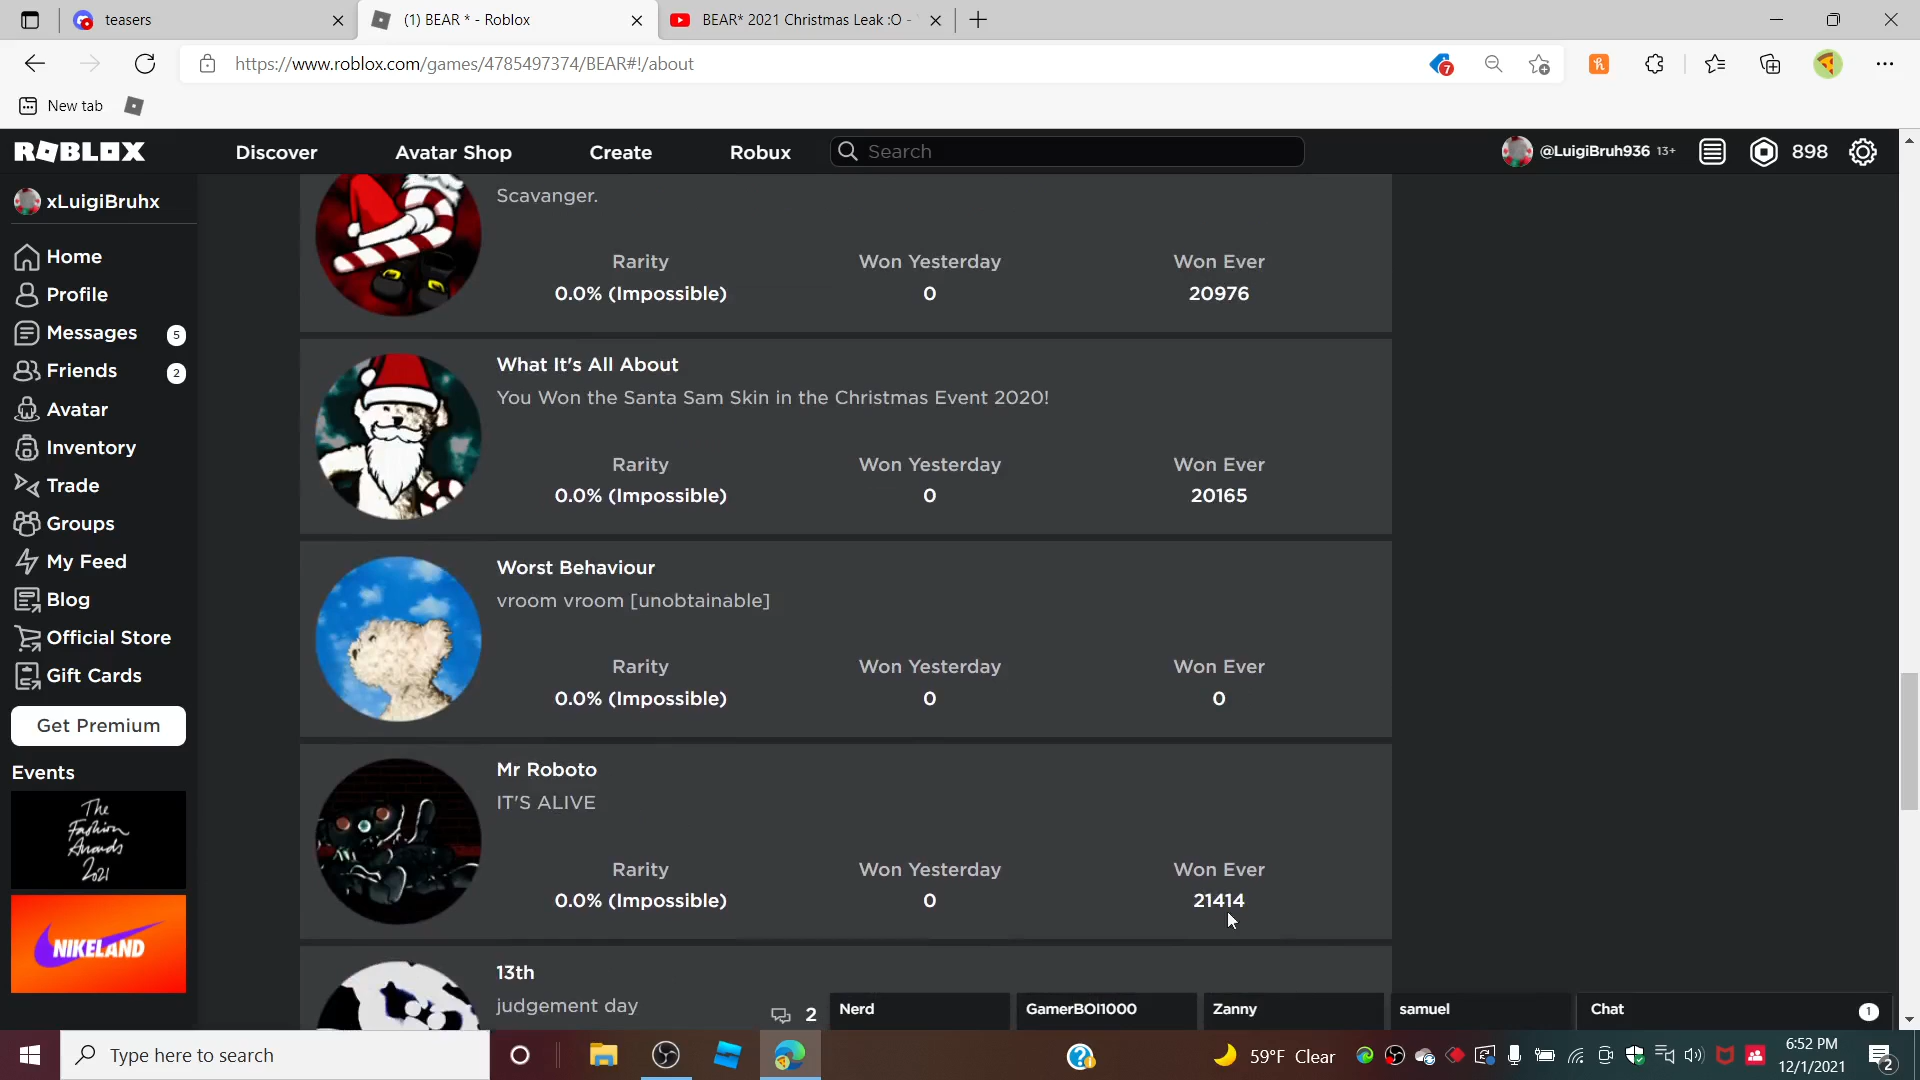 teasers
(1) BEAR * - Roblox
BEAR* 2021 Christmas Leak :O -
https://www.roblox.com/games/4785497374/BEAR#!/about
7
New tab
ROBLOX
Discover
Avatar Shop
Create
Robux
Search
@LuigiBruh936 13+
898
xLuigiBruhx
Home
Profile
Messages 5
Friends 2
Avatar
Inventory
Trade
Groups
My Feed
Blog
Official Store
Gift Cards
Get Premium
Events
The
Fashion
Awards
2021
NIKELAND
Scavanger.
Rarity Won Yesterday Won Ever
0.0% (Impossible) 0 20976
What It's All About
You Won the Santa Sam Skin in the Christmas Event 2020!
Rarity Won Yesterday Won Ever
0.0% (Impossible) 0 20165
Worst Behaviour
vroom vroom [unobtainable]
Rarity Won Yesterday Won Ever
0.0% (Impossible) 0 0
Mr Roboto
IT'S ALIVE
Rarity Won Yesterday Won Ever
0.0% (Impossible) 0 21414
13th
judgement day
2
Nerd
GamerBOI1000
Zanny
samuel
Chat
1
Type here to search
59°F Clear
6:52 PM
12/1/2021
2